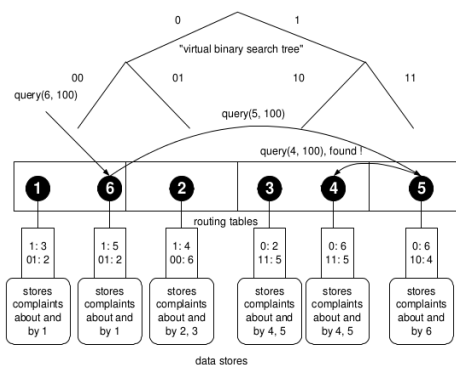 0 1
"virtual binary search tree"
00 01 10 11
query(6, 100)
query(5, 100)
query(4, 100), found !
1 6 2 3 4 5
routing tables
1: 3
01: 2
1: 5
01: 2
1: 4
00: 6
0: 2
11: 5
0: 6
11: 5
0: 6
10: 4
stores
complaints
about and
by 1
stores
complaints
about and
by 1
stores
complaints
about and
by 2, 3
stores
complaints
about and
by 4, 5
stores
complaints
about and
by 4, 5
stores
complaints
about and
by 6
data stores